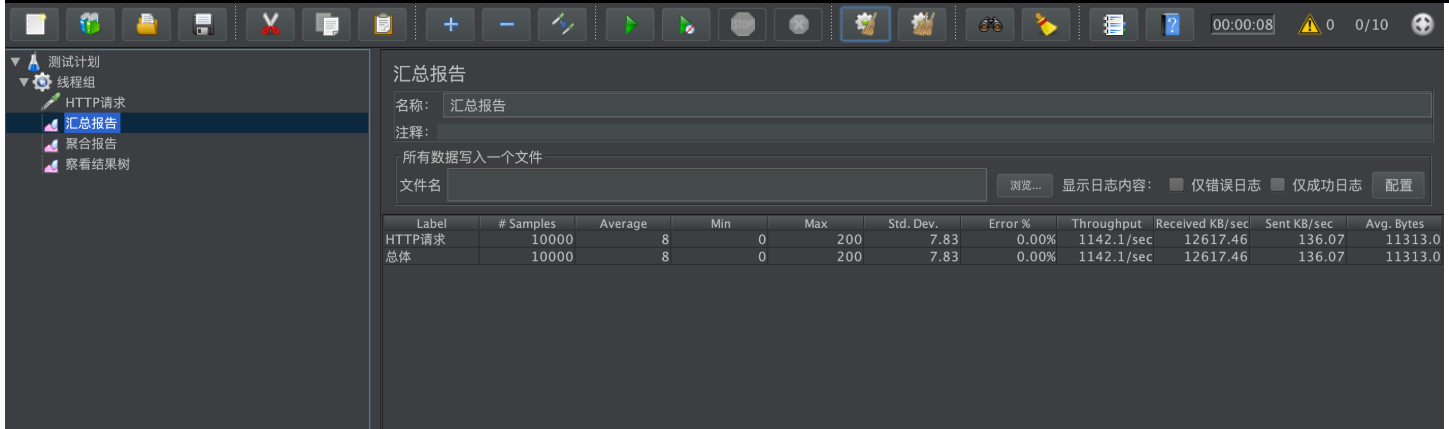 STOP
00:00:08 0 0/10
测试计划
线程组
HTTP请求
汇总报告
聚合报告
察看结果树
汇总报告
名称: 汇总报告
注释:
所有数据写入一个文件
文件名 浏览... 显示日志内容: 仅错误日志 仅成功日志 配置
Label # Samples Average Min Max Std. Dev. Error % Throughput Received KB/sec Sent KB/sec Avg. Bytes
HTTP请求 10000 8 0 200 7.83 0.00% 1142.1/sec 12617.46 136.07 11313.0
总体 10000 8 0 200 7.83 0.00% 1142.1/sec 12617.46 136.07 11313.0